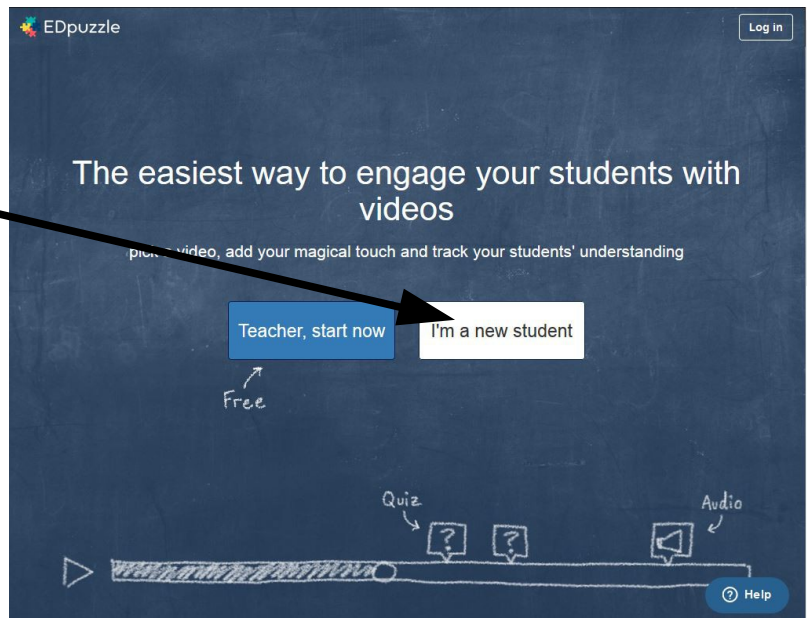 EDpuzzle
Log in
The easiest way to engage your students with
videos
pick a video, add your magical touch and track your students' understanding
Teacher, start now
I'm a new student
Free
Quiz
Audio
?
?
? Help